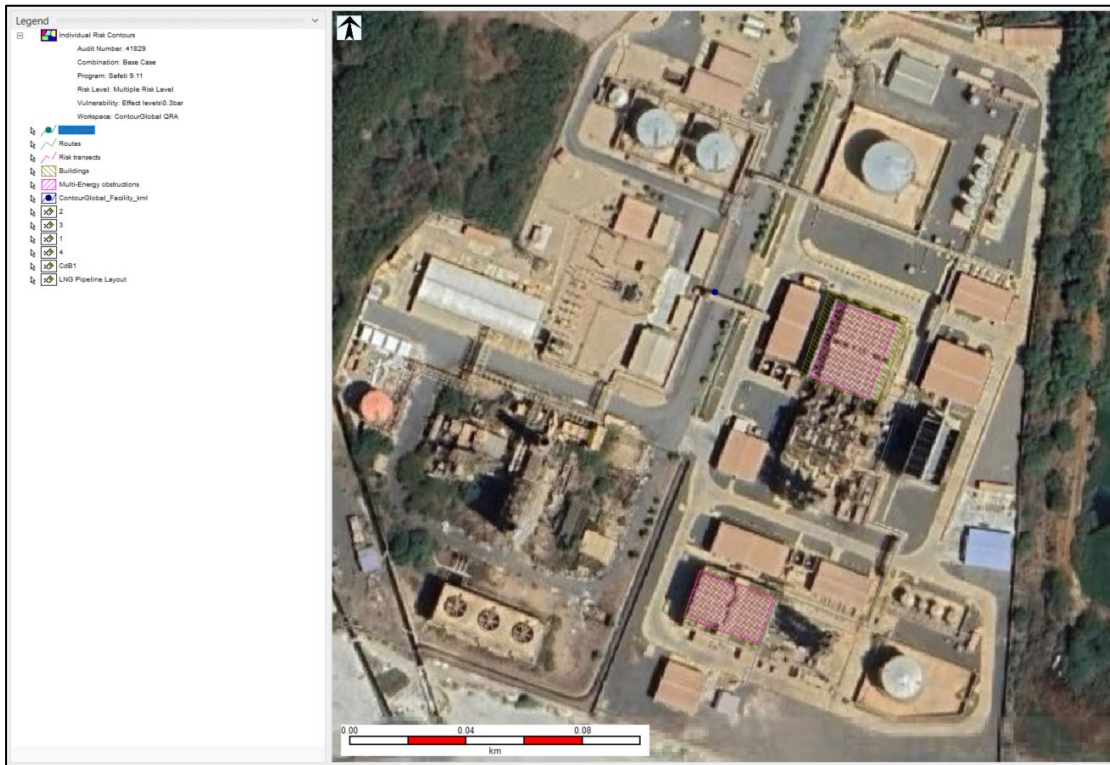 Legend
Individual Risk Contours
Audit Number: 41829
Combination: Base Case
Program: Safeti 9.11
Risk Level: Multiple Risk Level
Vulnerability: Effect levels\0.3bar
Workspace: ContourGlobal QRA
Routes
Risk transects
Buildings
Multi-Energy obstructions
ContourGlobal_Facility_kml
2
3
1
4
CdB1
LNG Pipeline Layout
0.00 0.04 0.08
km